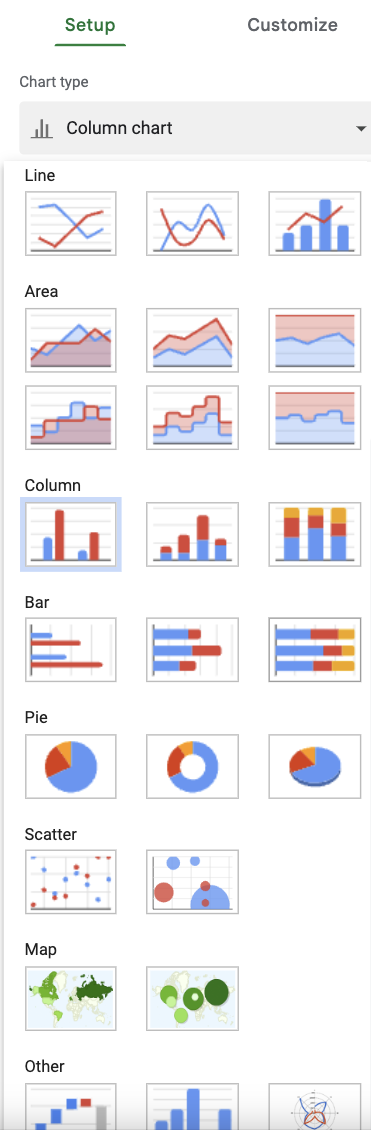 Setup Customize
Chart type
Column chart
Line
Area
Column
Bar
Pie
Scatter
Map
Other